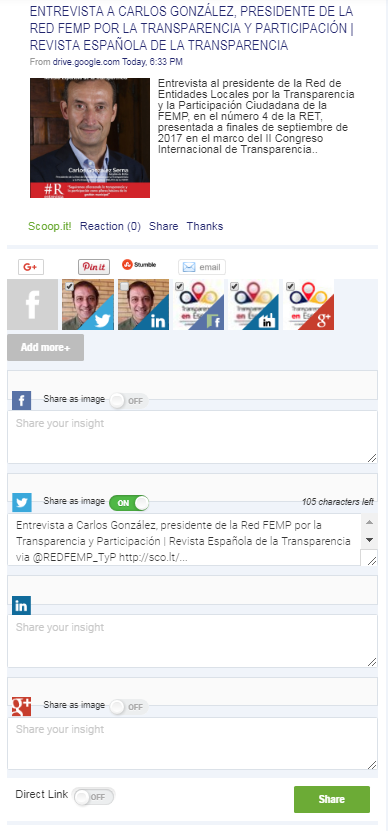 ENTREVISTA A CARLOS GONZÁLEZ, PRESIDENTE DE LA
RED FEMP POR LA TRANSPARENCIA Y PARTICIPACIÓN |
REVISTA ESPAÑOLA DE LA TRANSPARENCIA
From drive.google.com Today, 6:33 PM
Entrevista al presidente de la Red de
Entidades Locales por la Transparencia
y la Participación Ciudadana de la
FEMP, en el número 4 de la RET,
presentada a finales de septiembre de
2017 en el marco del II Congreso
Internacional de Transparencia..
Carlos González Serna
#R
Scoop.it! Reaction (0) Share Thanks
G+ Pin it Stumble email
Add more+
Share as image OFF
Share your insight
Share as image ON 105 characters left
Entrevista a Carlos González, presidente de la Red FEMP por la
Transparencia y Participación | Revista Española de la Transparencia
via @REDFEMP_TyP http://sco.lt/...
in
Share your insight
Share as image OFF
Share your insight
Direct Link OFF Share